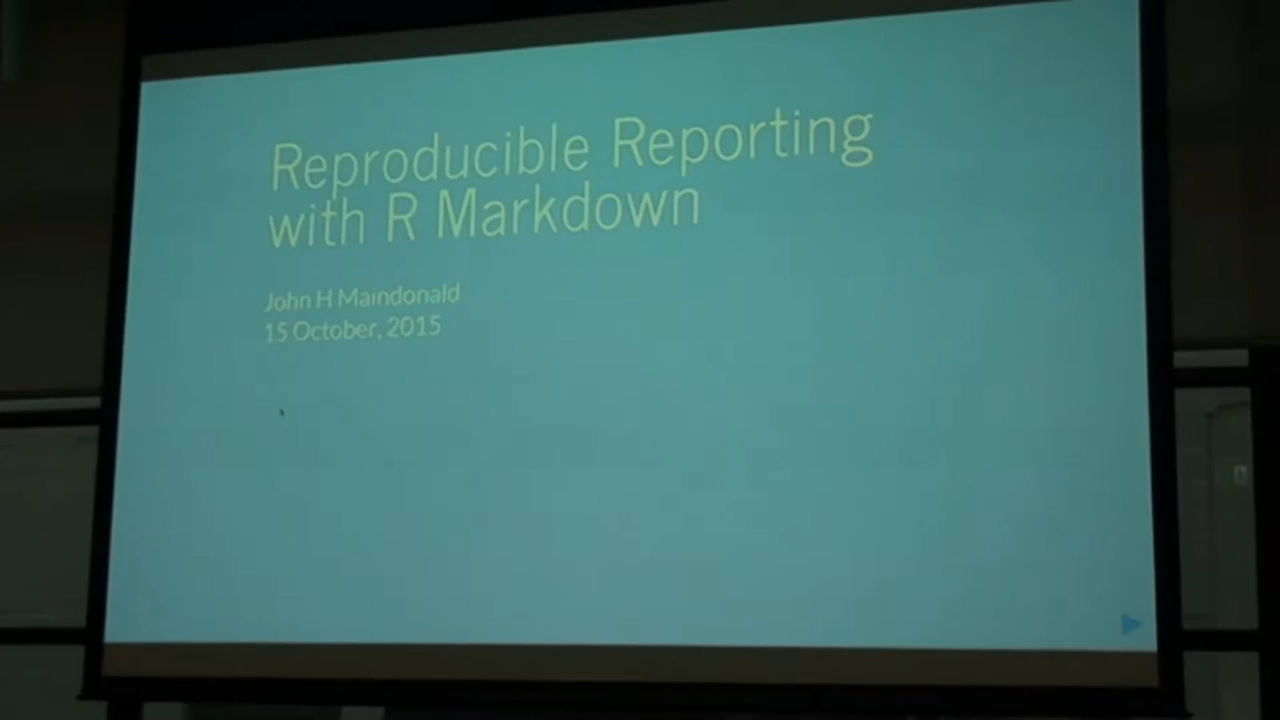 Reproducible Reporting
with R Markdown
John H Maindonald
15 October, 2015